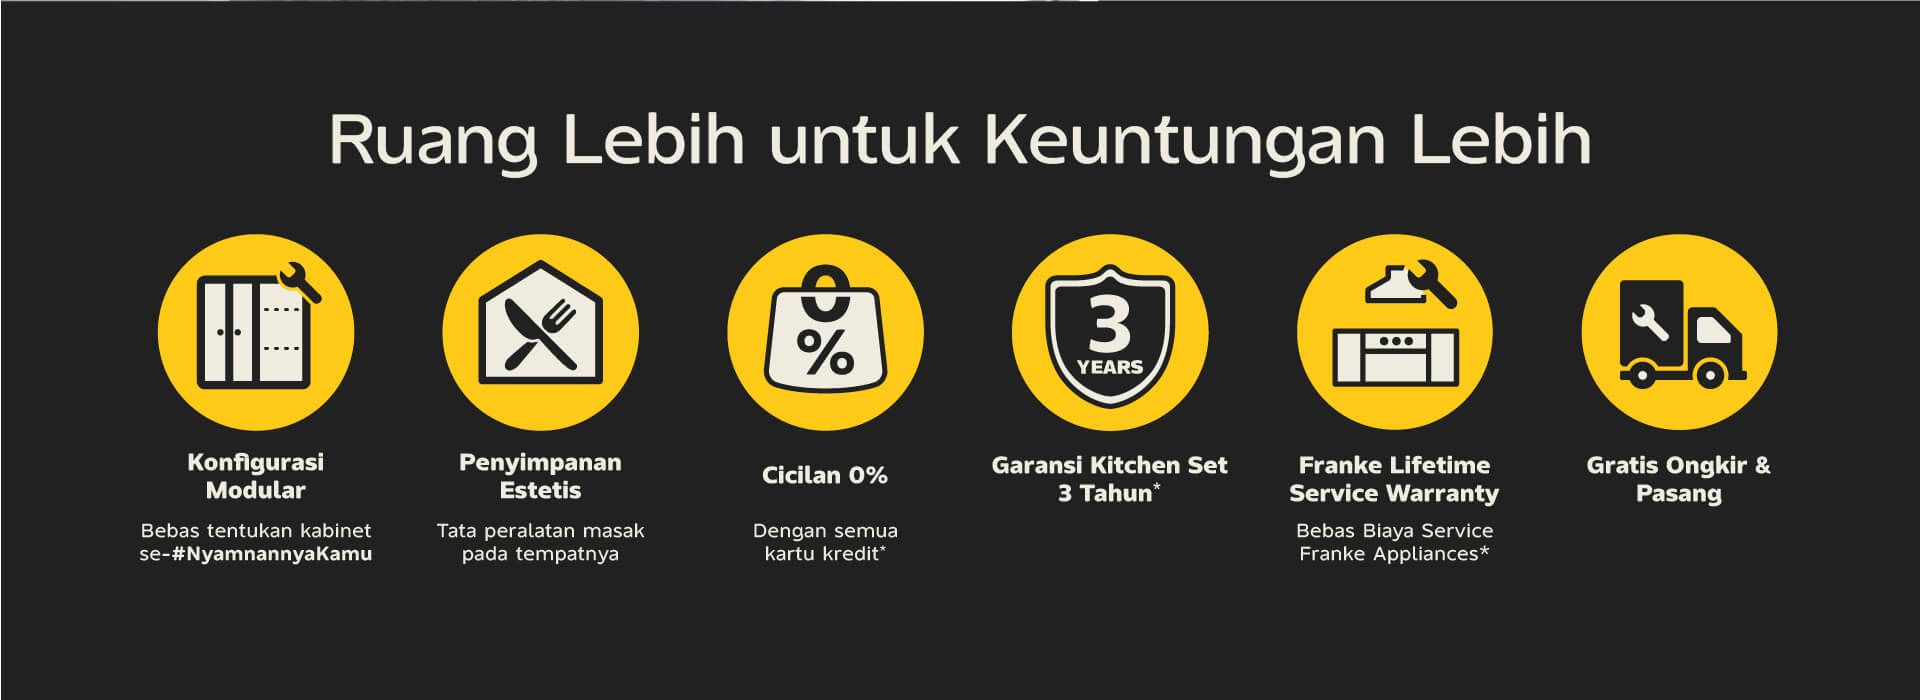 Ruang Lebih untuk Keuntungan Lebih
Konfigurasi
Modular
Bebas tentukan kabinet
se-#NyamnannyaKamu
Penyimpanan
Estetis
Tata peralatan masak
pada tempatnya
0
%
Cicilan 0%
Dengan semua
kartu kredit*
3
YEARS
Garansi Kitchen Set
3 Tahun*
Franke Lifetime
Service Warranty
Bebas Biaya Service
Franke Appliances*
Gratis Ongkir &
Pasang